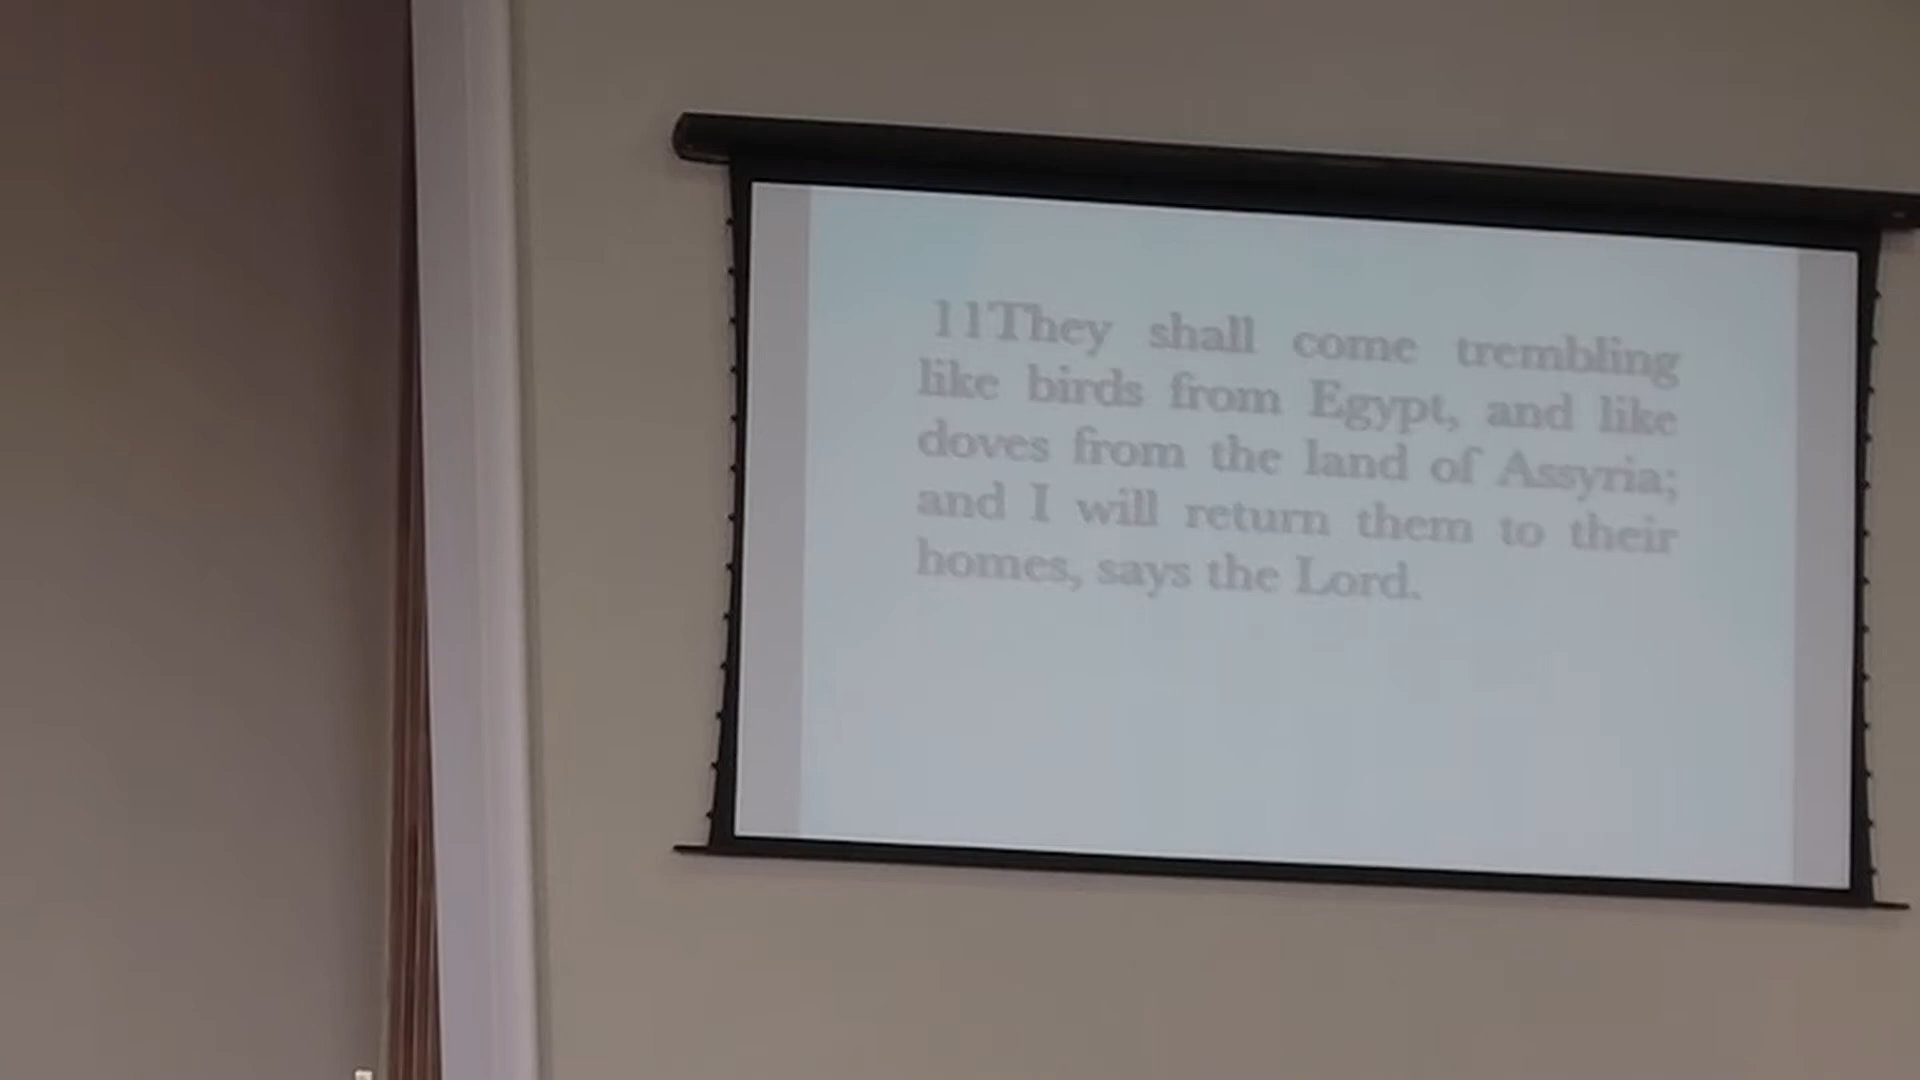 11They shall come trembling
like birds from Egypt, and like
doves from the land of Assyria;
and I will return them to their
homes, says the Lord.